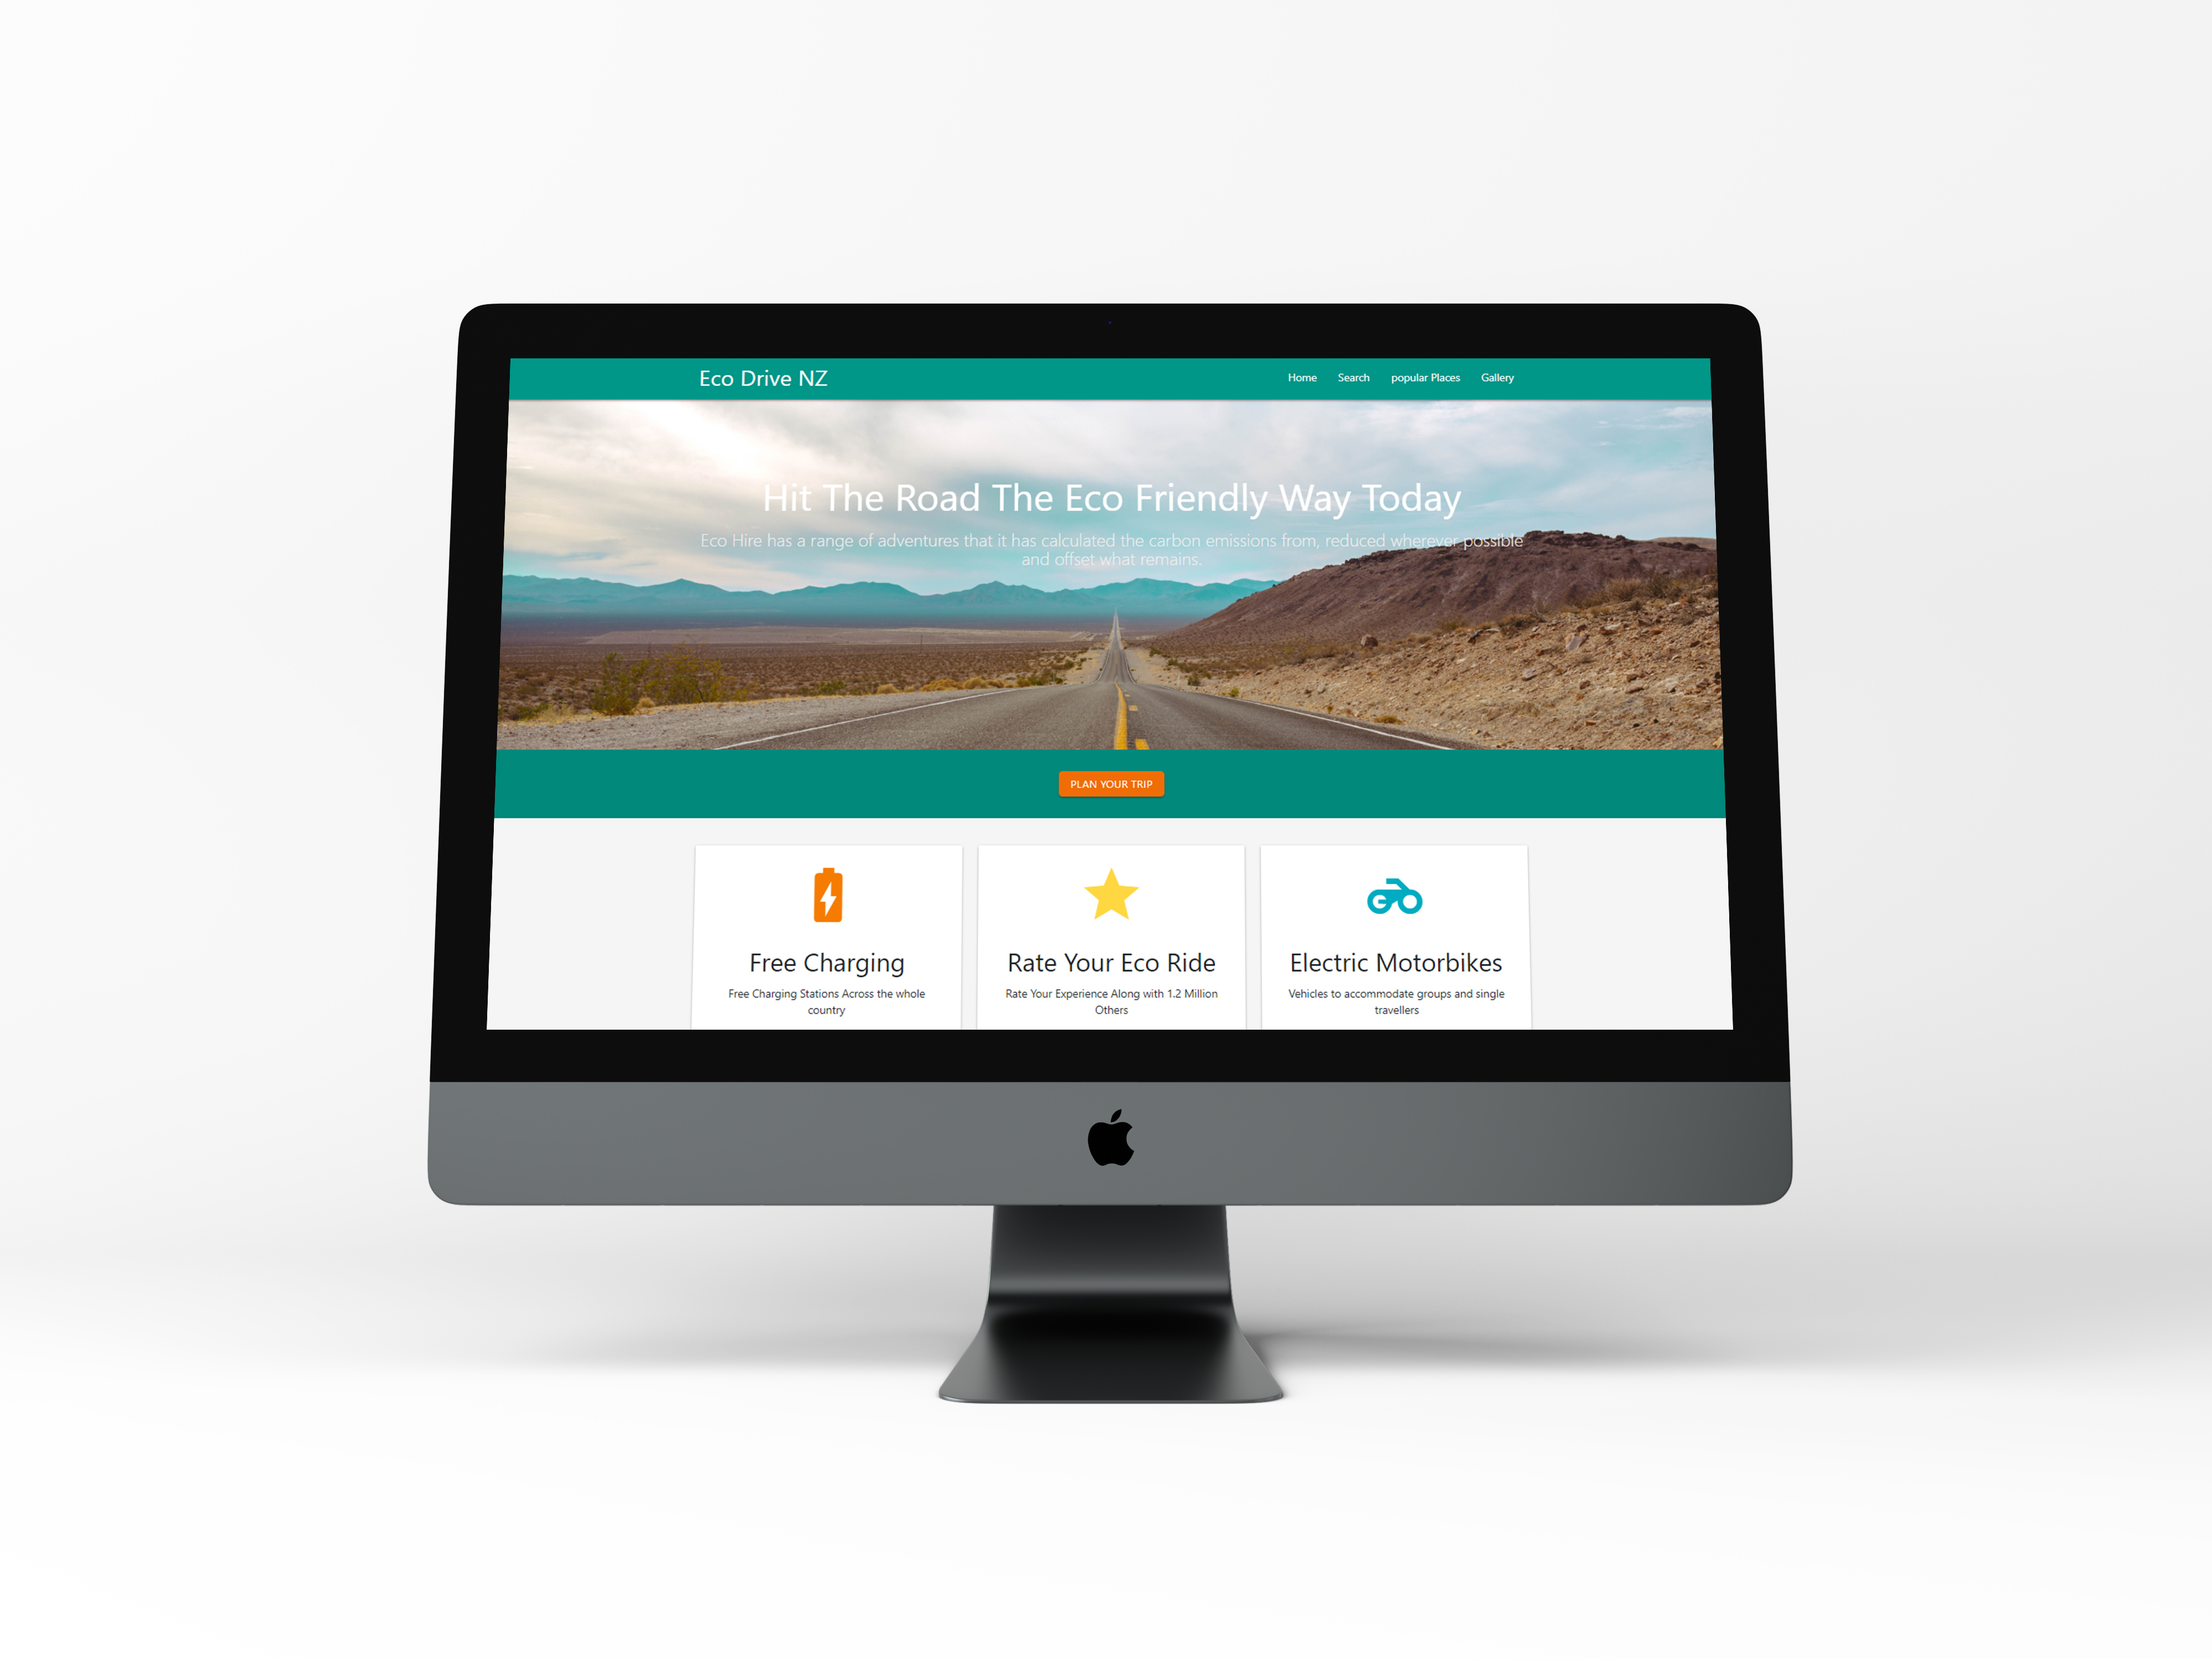 Eco Drive NZ
Home Search popular Places Gallery
Hit The Road The Eco Friendly Way Today
Eco Hire has a range of adventures that it has calculated the carbon emissions from, reduced wherever possible
and offset what remains.
PLAN YOUR TRIP
Free Charging
Free Charging Stations Across the whole
country
Rate Your Eco Ride
Rate Your Experience Along with 1.2 Million
Others
Electric Motorbikes
Vehicles to accommodate groups and single
travellers